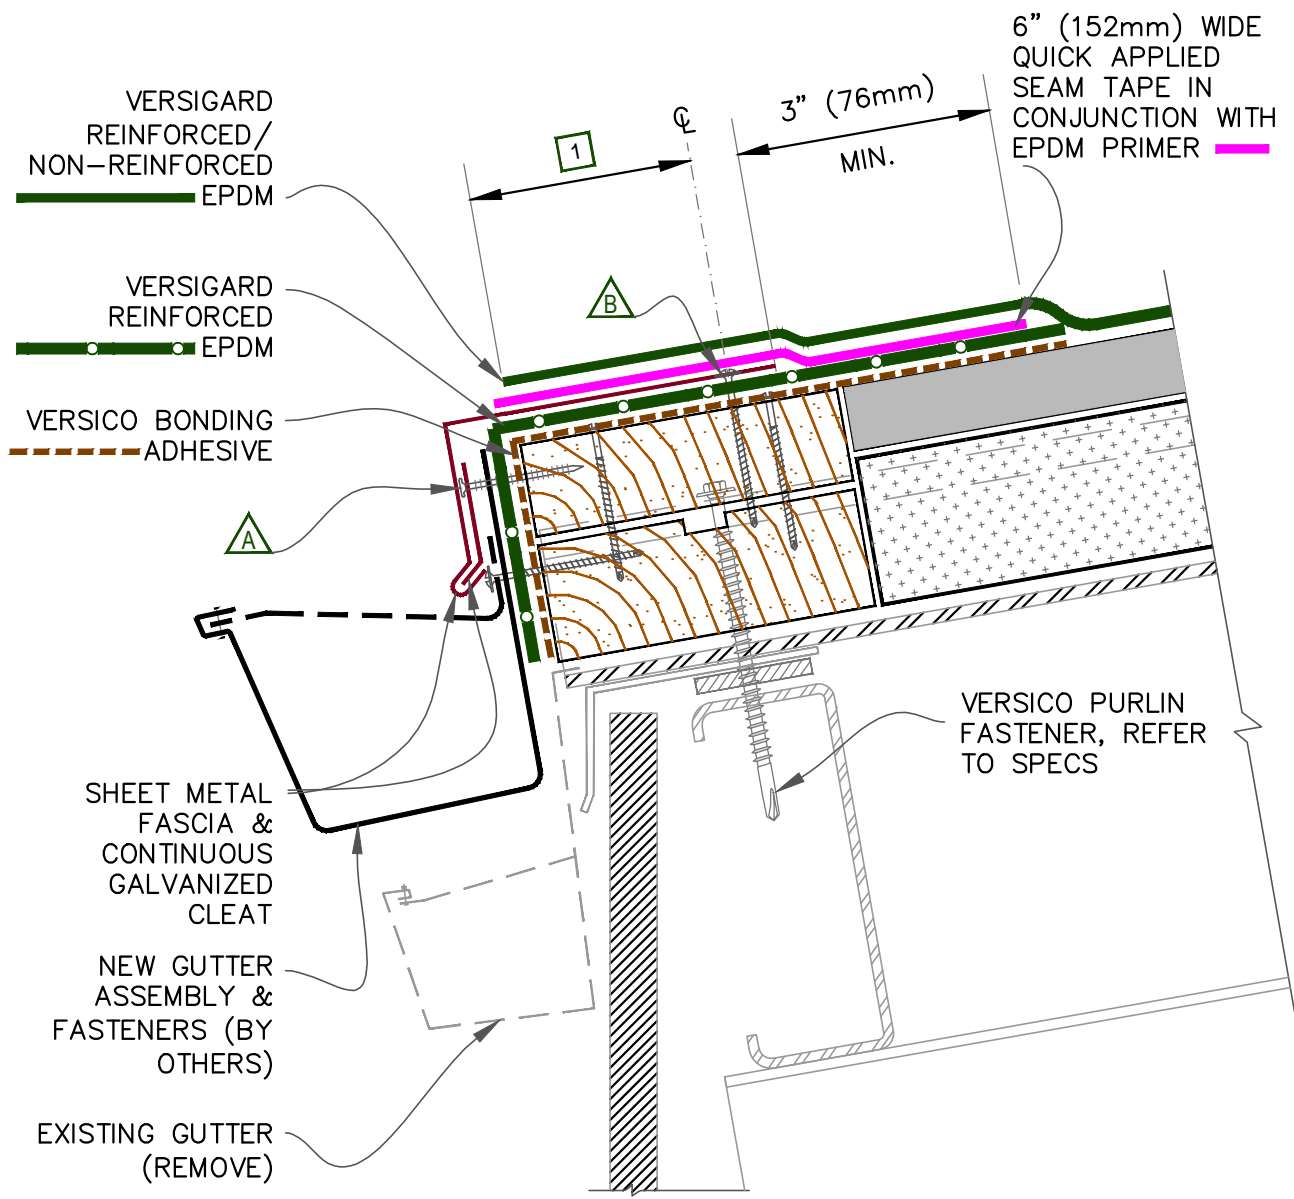 6” (152mm) WIDE
QUICK APPLIED
SEAM TAPE IN
CONJUNCTION WITH
EPDM PRIMER
3” (76mm)
MIN.
℄
1
VERSIGARD
REINFORCED/
NON-REINFORCED
EPDM
VERSIGARD
REINFORCED
EPDM
B
VERSICO BONDING
ADHESIVE
A
VERSICO PURLIN
FASTENER, REFER
TO SPECS
SHEET METAL
FASCIA &
CONTINUOUS
GALVANIZED
CLEAT
NEW GUTTER
ASSEMBLY &
FASTENERS (BY
OTHERS)
EXISTING GUTTER
(REMOVE)